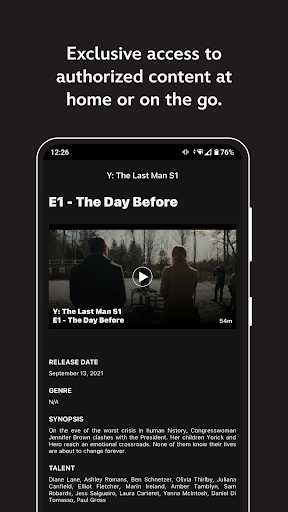 Exclusive access to
authorized content at
home or on the go.
12:26
76%
Y: The Last Man S1
E1 - The Day Before
Y: The Last Man S1
E1 - The Day Before
54m
RELEASE DATE
September 13, 2021
GENRE
N/A
SYNOPSIS
On the eve of the worst crisis in human history, Congresswoman
Jennifer Brown clashes with the President. Her children Yorick and
Hero reach an emotional crossroads. None of them know their lives
are about to change forever.
TALENT
Diane Lane, Ashley Romans, Ben Schnetzer, Olivia Thirlby, Juliana
Canfield, Elliot Fletcher, Marin Ireland, Amber Tamblyn, Sam
Robards, Jess Salgueiro, Laura Carteret, Yanna McIntosh, Daniel Di
Tomasso, Paul Gross